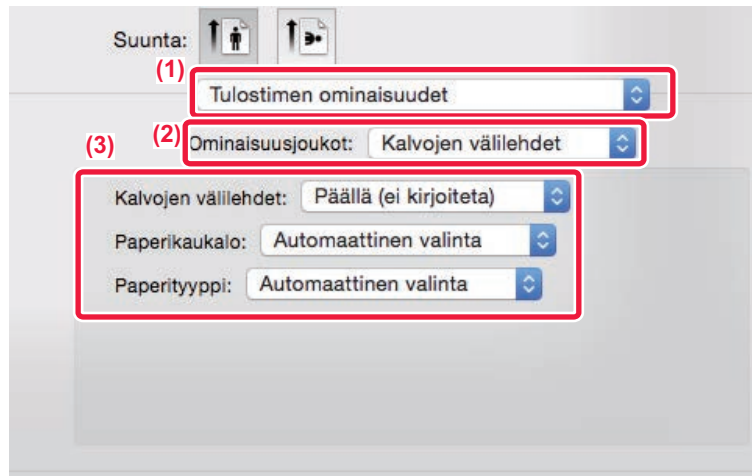 Suunta:
(1)
Tulostimen ominaisuudet
(2)
Ominaisuusjoukot: Kalvojen välilehdet
(3)
Kalvojen välilehdet: Päällä (ei kirjoiteta)
Paperikaukalo: Automaattinen valinta
Paperityyppi: Automaattinen valinta